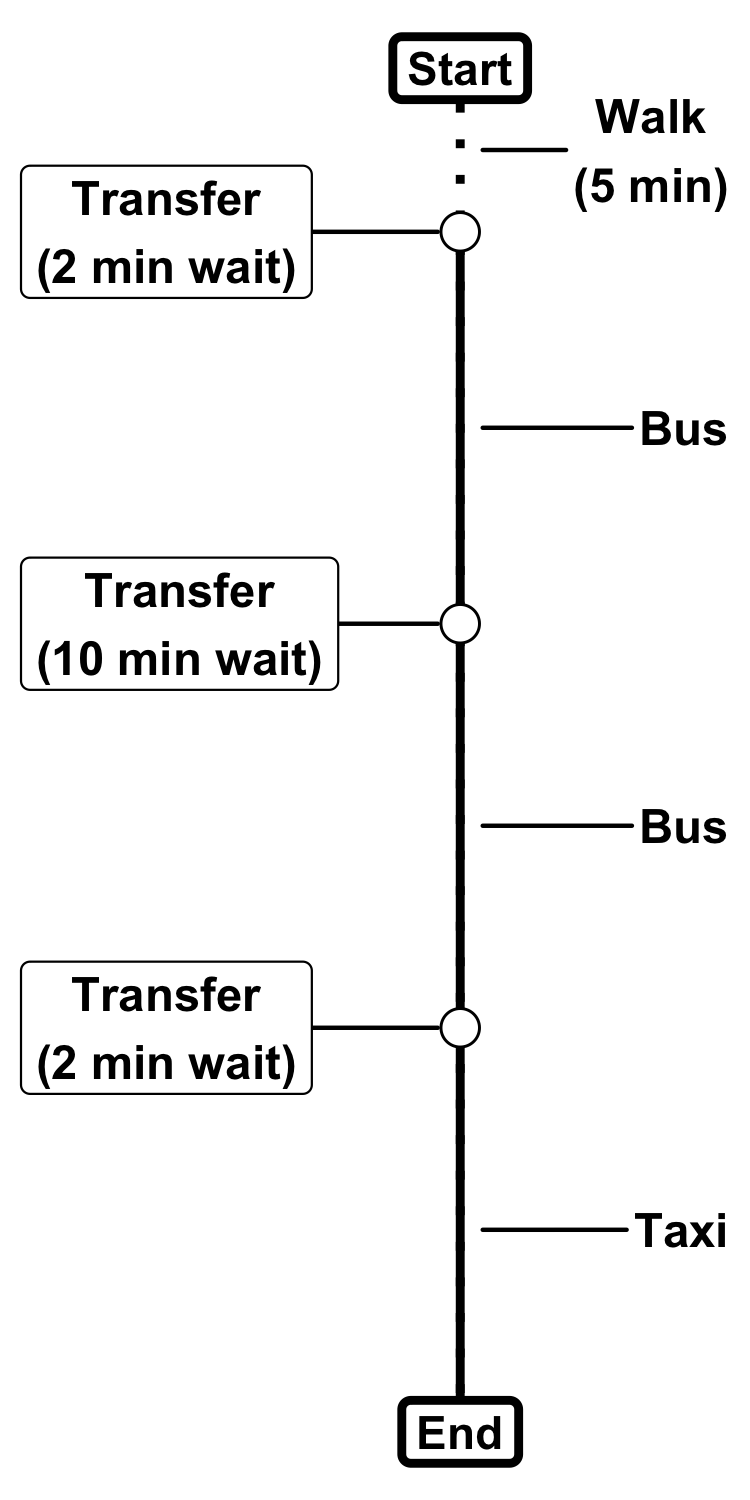 Start
Walk
(5 min)
Transfer
(2 min wait)
Bus
Transfer
(10 min wait)
Bus
Transfer
(2 min wait)
Taxi
End